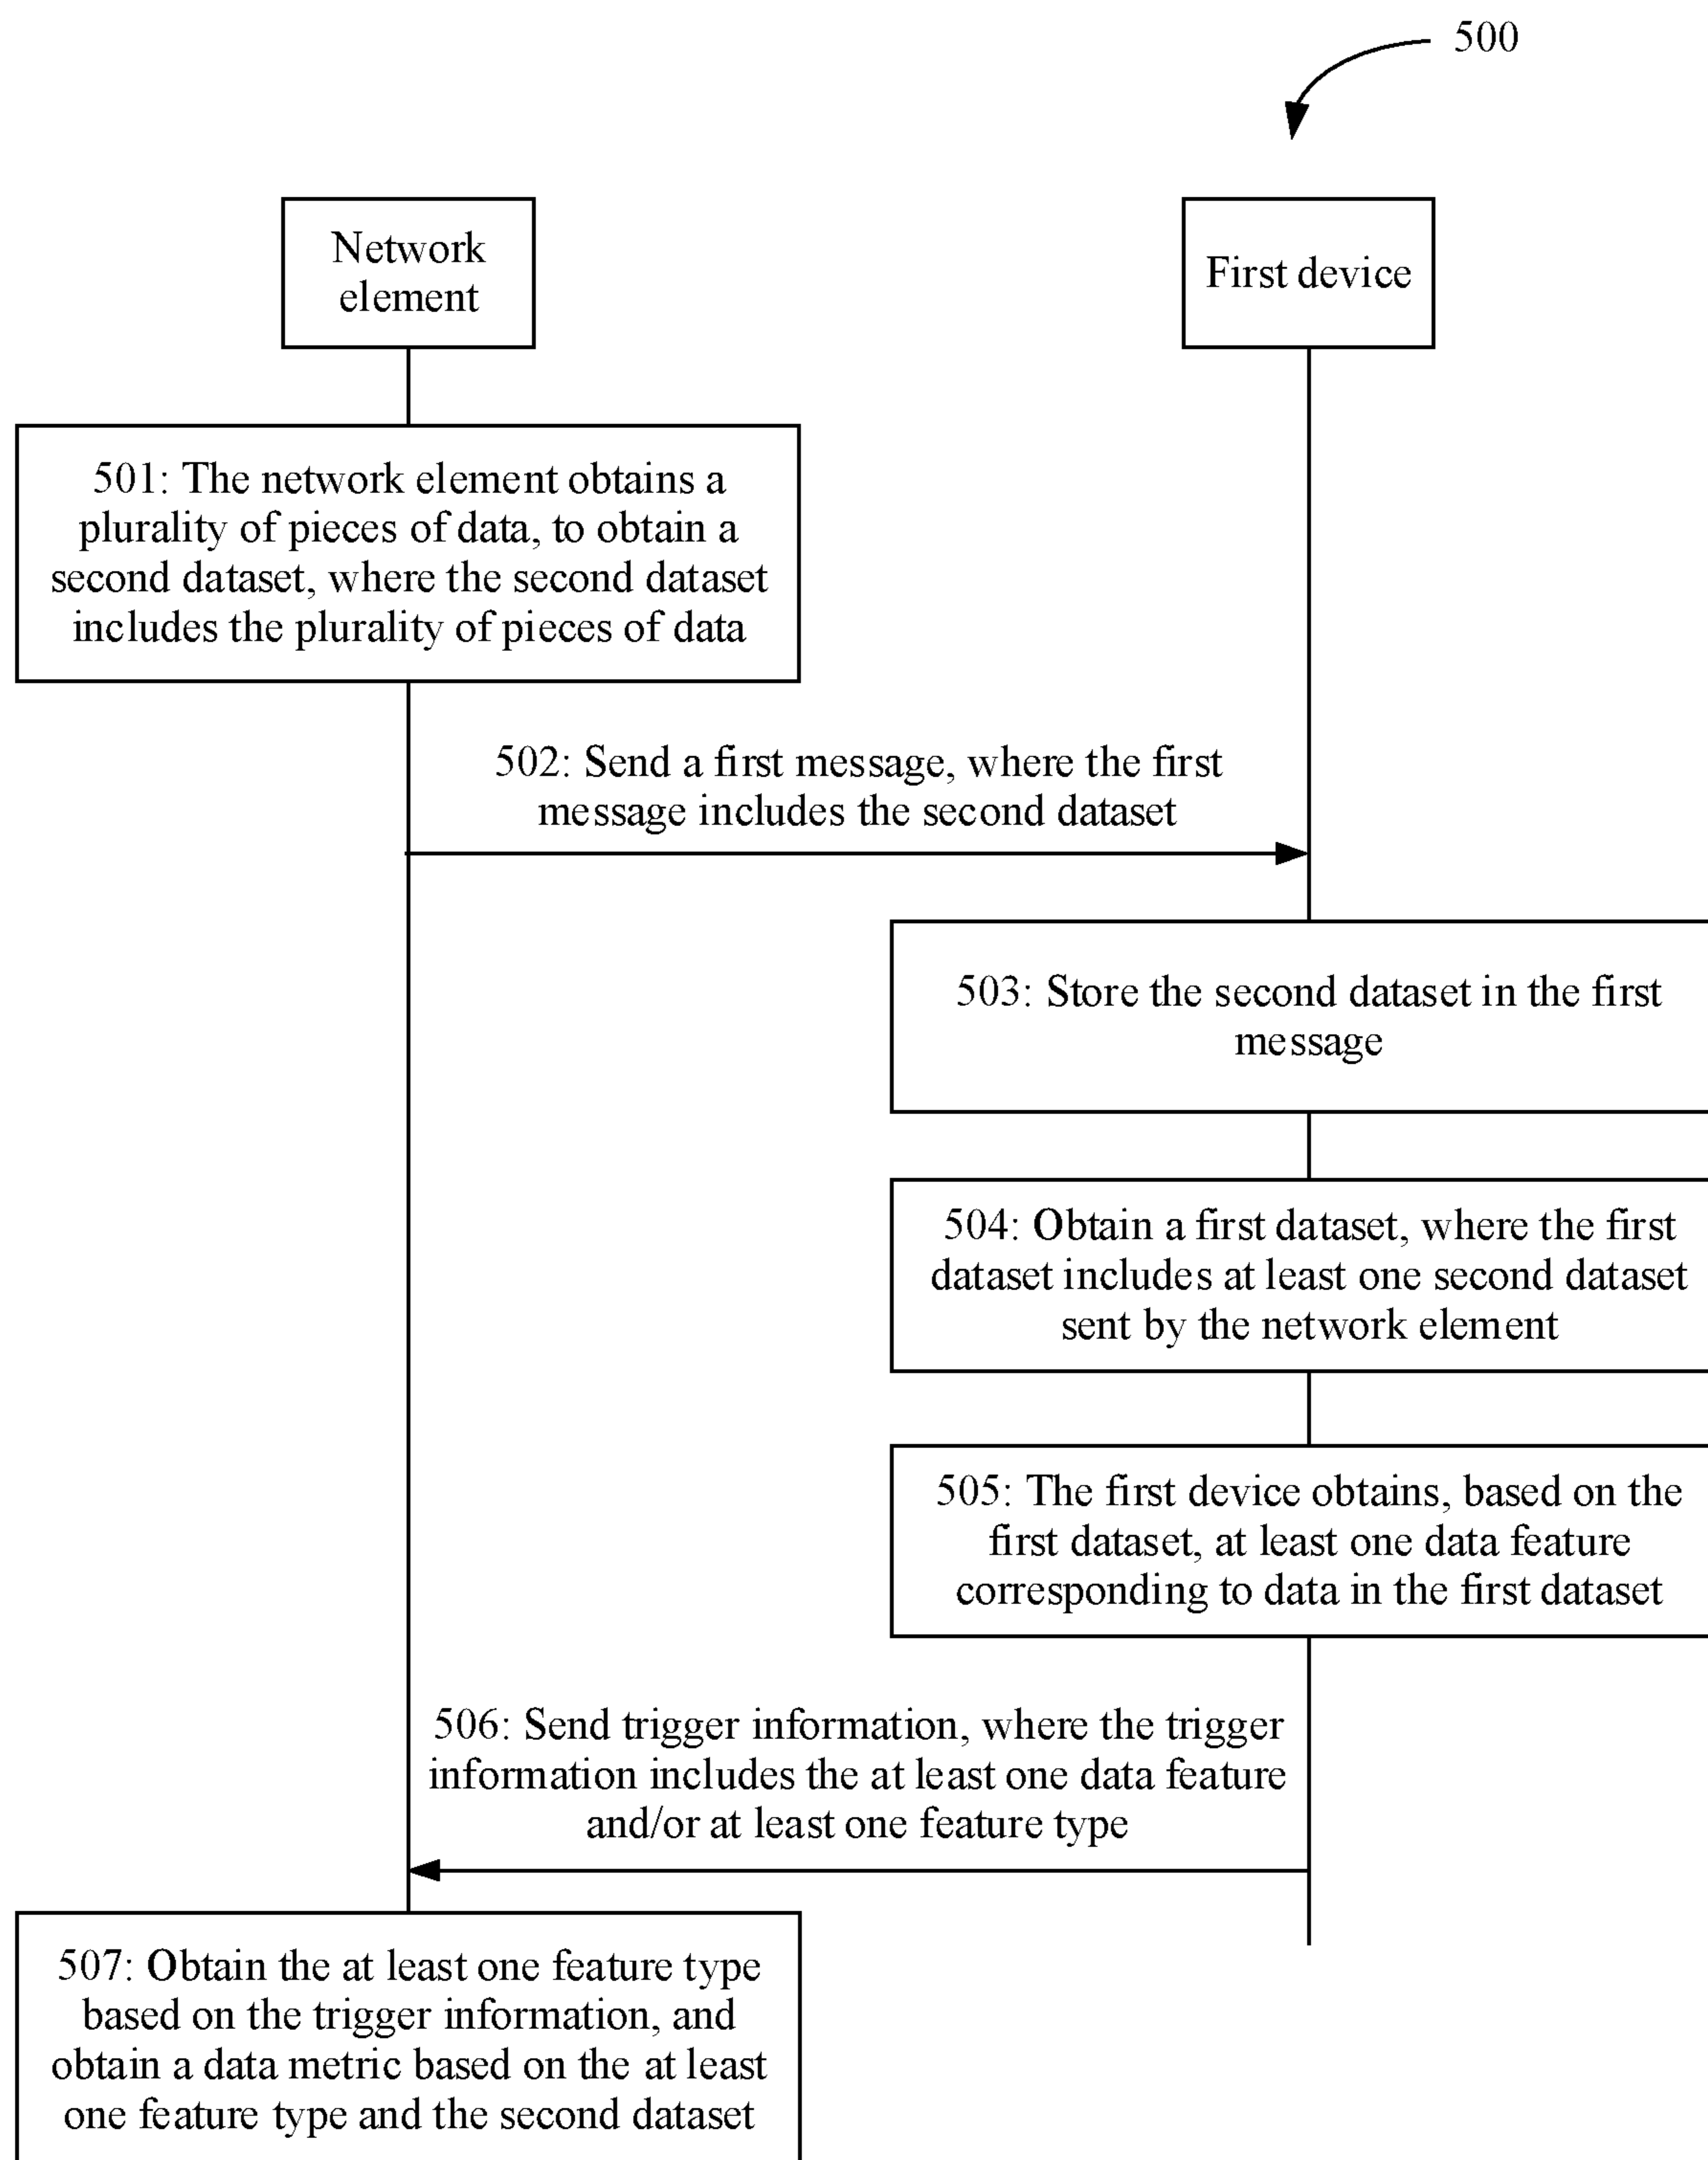 500
Network
element
First device
501: The network element obtains a
plurality of pieces of data, to obtain a
second dataset, where the second dataset
includes the plurality of pieces of data
502: Send a first message, where the first
message includes the second dataset
503: Store the second dataset in the first
message
504: Obtain a first dataset, where the first
dataset includes at least one second dataset
sent by the network element
505: The first device obtains, based on the
first dataset, at least one data feature
corresponding to data in the first dataset
506: Send trigger information, where the trigger
information includes the at least one data feature
and/or at least one feature type
507: Obtain the at least one feature type
based on the trigger information, and
obtain a data metric based on the at least
one feature type and the second dataset